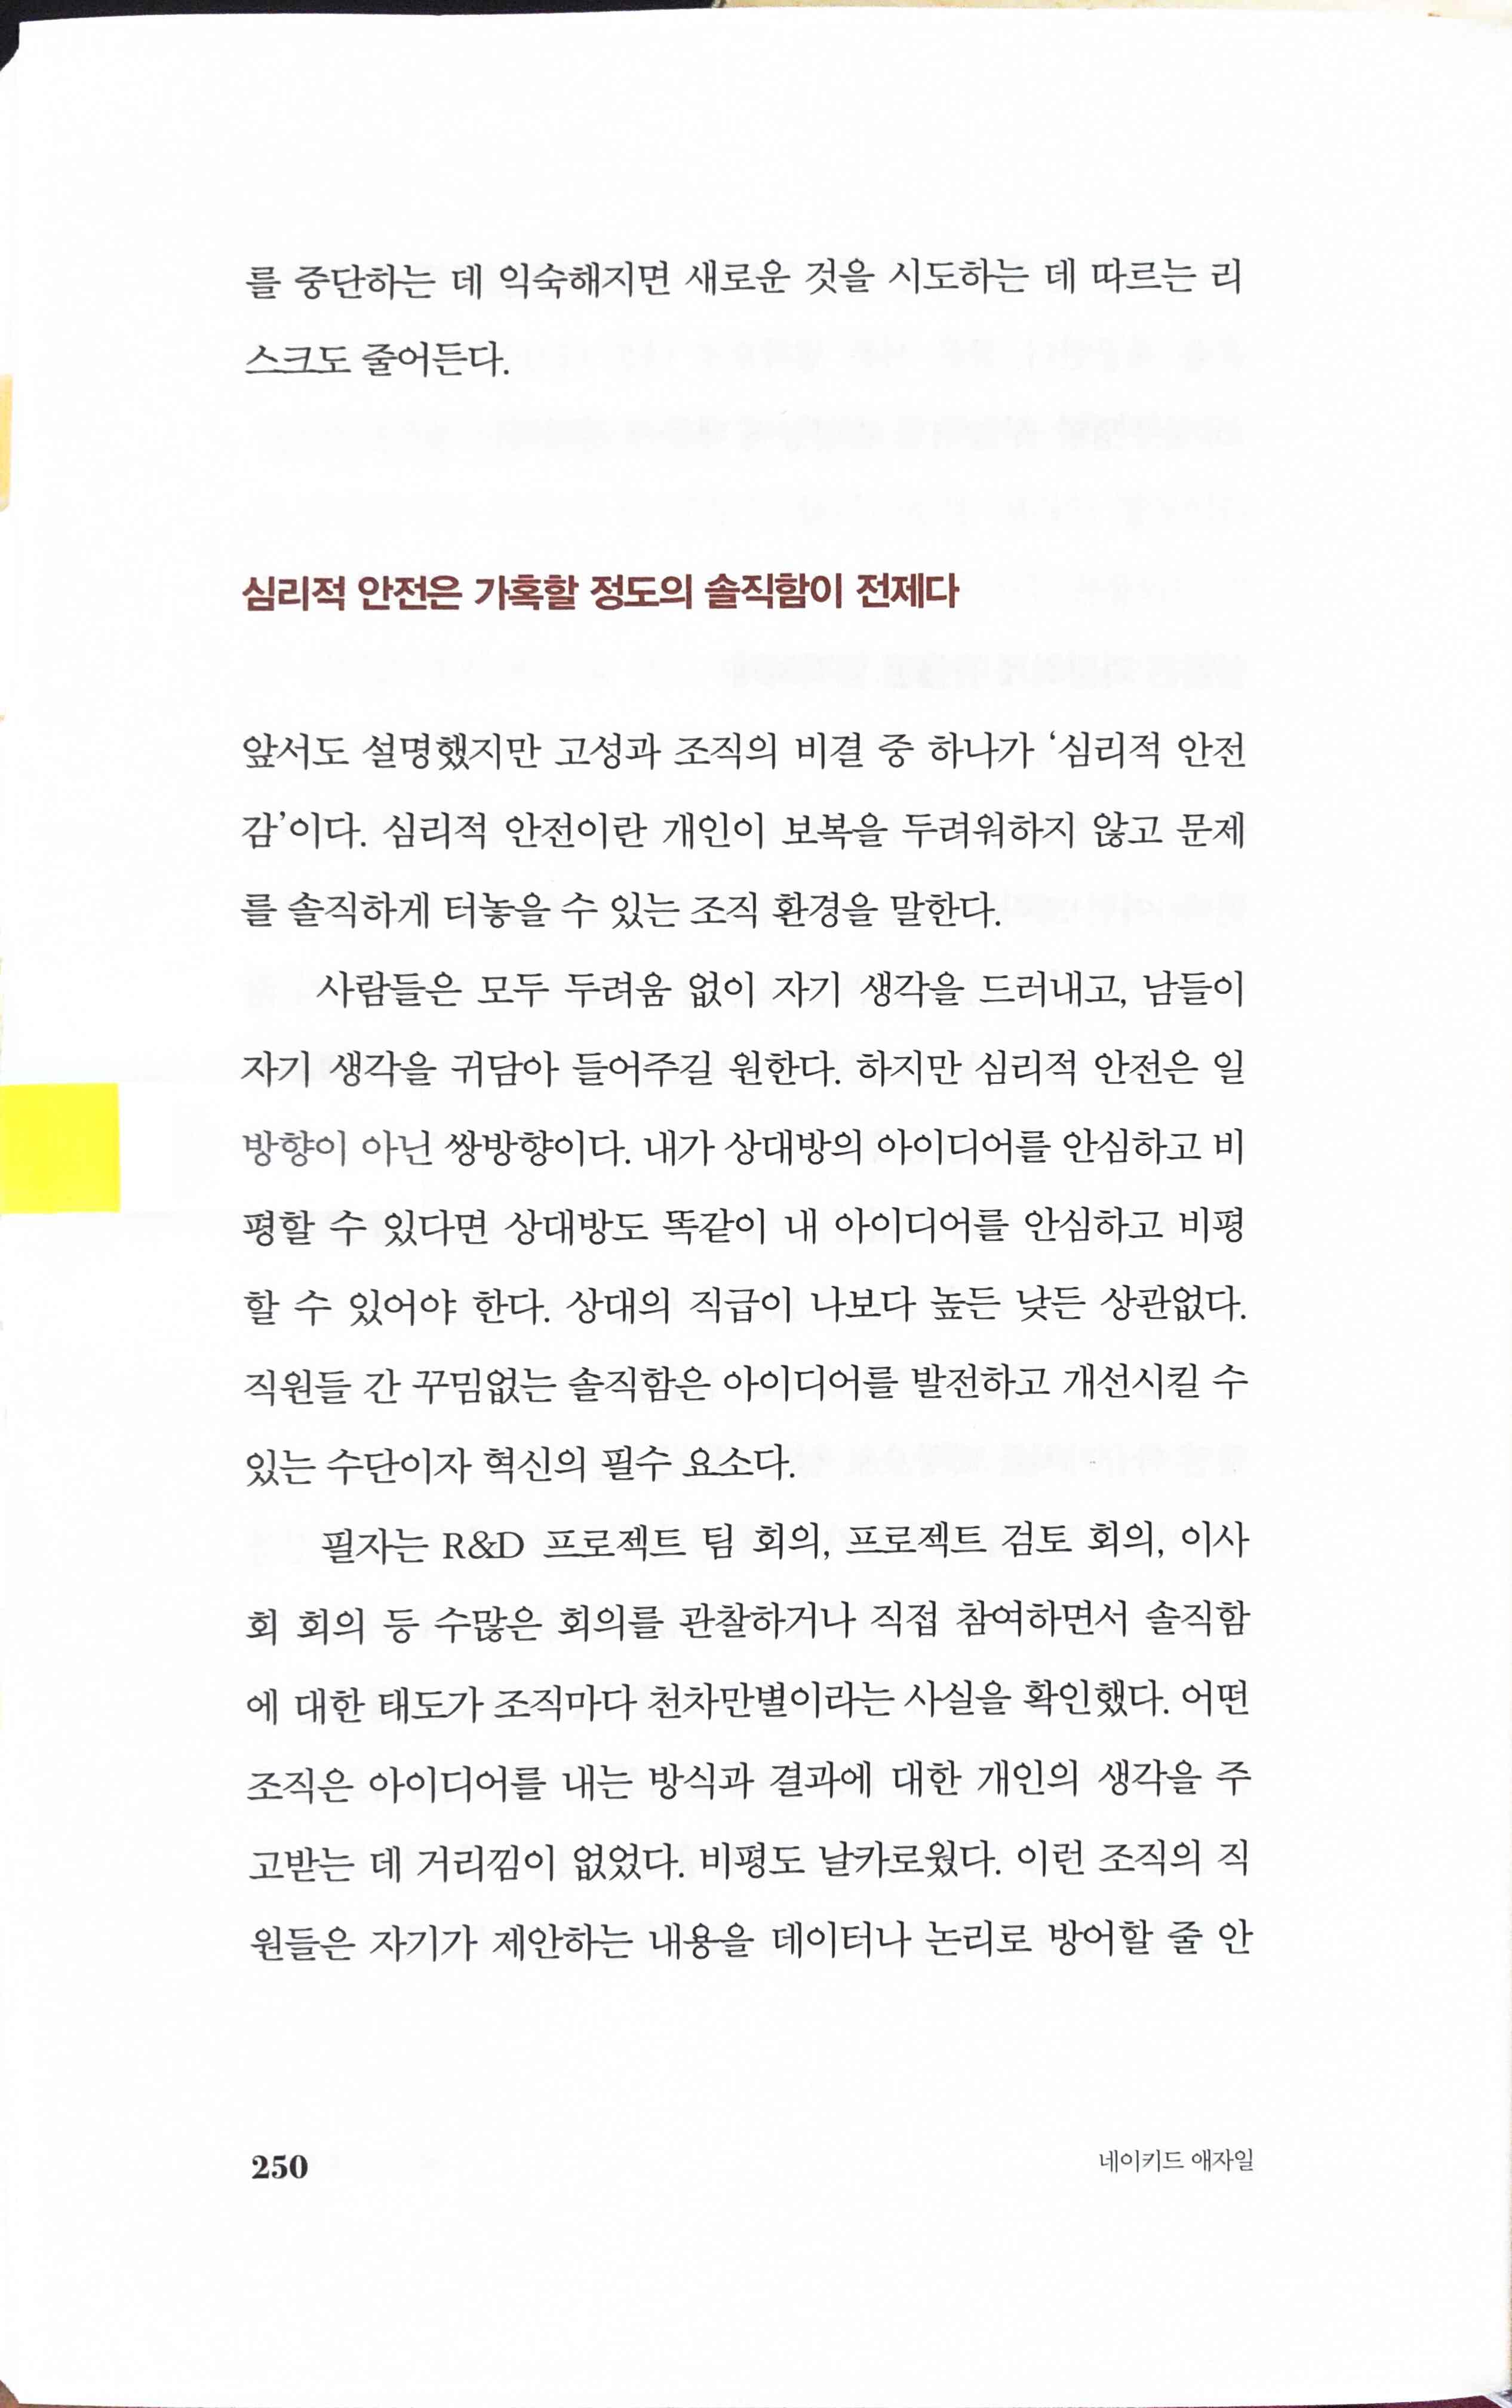 를 중단하는 데 익숙해지면 새로운 것을 시도하는 데 따르는 리
스크도 줄어든다.
심리적 안전은 가혹할 정도의 솔직함이 전제다
앞서도 설명했지만 고성과 조직의 비결 중 하나가 ‘심리적 안전
감’이다. 심리적 안전이란 개인이 보복을 두려워하지 않고 문제
를 솔직하게 터놓을 수 있는 조직 환경을 말한다.
사람들은 모두 두려움 없이 자기 생각을 드러내고, 남들이
자기 생각을 귀담아 들어주길 원한다. 하지만 심리적 안전은 일
방향이 아닌 쌍방향이다. 내가 상대방의 아이디어를 안심하고 비
평할 수 있다면 상대방도 똑같이 내 아이디어를 안심하고 비평
할 수 있어야 한다. 상대의 직급이 나보다 높든 낮든 상관없다.
직원들 간 꾸밈없는 솔직함은 아이디어를 발전하고 개선시킬 수
있는 수단이자 혁신의 필수 요소다.
필자는 R&D 프로젝트 팀 회의, 프로젝트 검토 회의, 이사
회 회의 등 수많은 회의를 관찰하거나 직접 참여하면서 솔직함
에 대한 태도가 조직마다 천차만별이라는 사실을 확인했다. 어떤
조직은 아이디어를 내는 방식과 결과에 대한 개인의 생각을 주
고받는 데 거리낌이 없었다. 비평도 날카로웠다. 이런 조직의 직
원들은 자기가 제안하는 내용을 데이터나 논리로 방어할 줄 안
250
네이키드 애자일